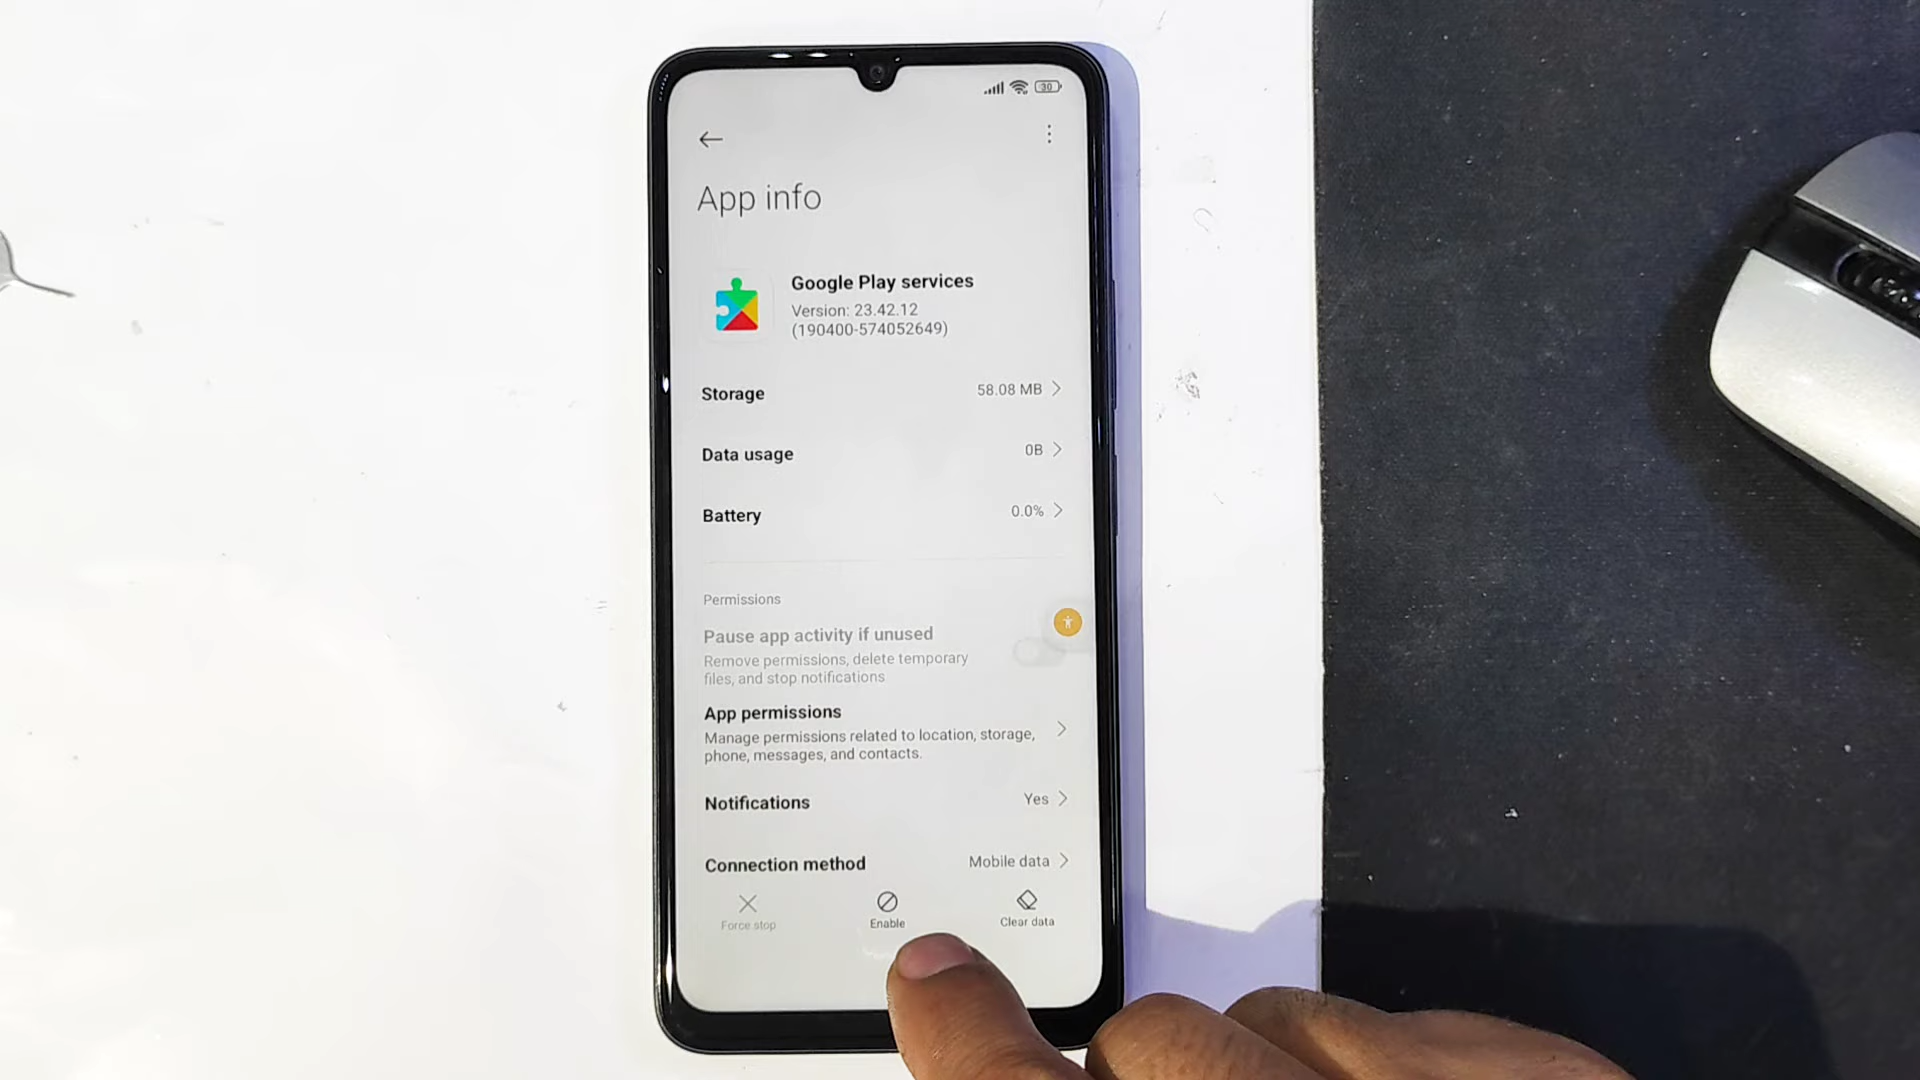 30
App info
Google Play services
Version: 23.42.12
(190400-574052649)
Storage 58.08 MB
Data usage 0B
Battery 0.0%
Permissions
Pause app activity if unused
Remove permissions, delete temporary
files, and stop notifications
App permissions
Manage permissions related to location, storage,
phone, messages, and contacts.
Notifications Yes
Connection method Mobile data
Force stop Enable Clear data